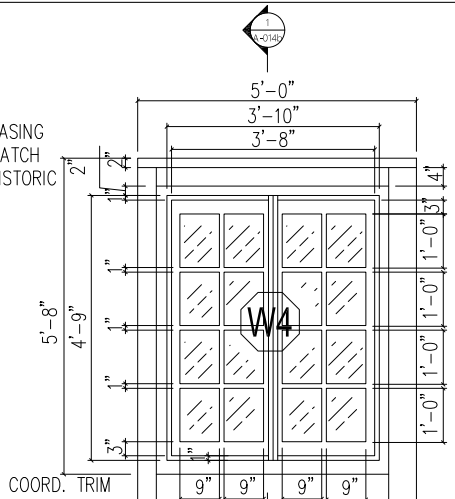 1
A-014b
5'-0"
3'-10"
3'-8"
ASING
ATCH
ISTORIC
2"
2"
4"
1"
3"
1'-0"
1"
1'-0"
5'-8"
4'-9"
1"
W4
1'-0"
1"
1'-0"
3"
1"
COORD. TRIM
9" 9" 9" 9"